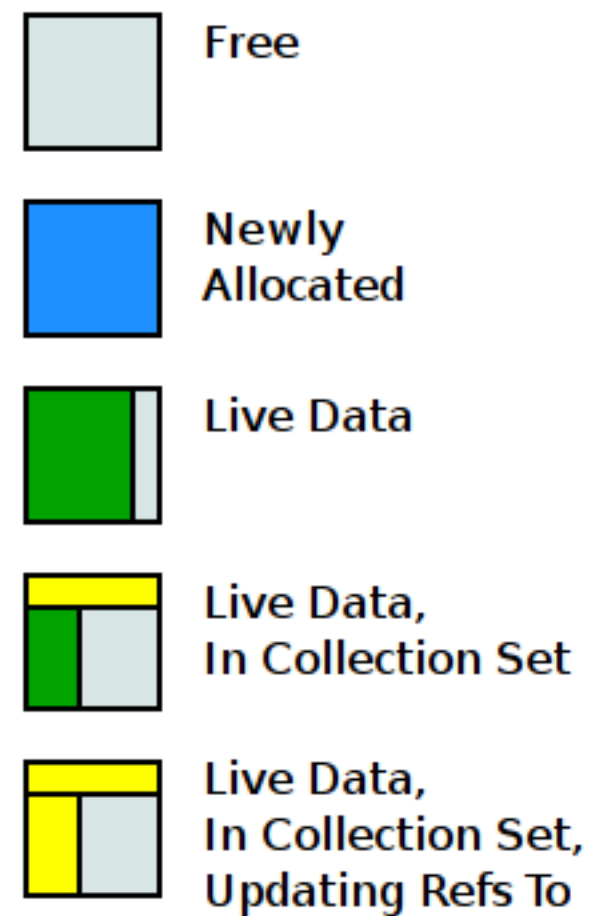 Free
Newly
Allocated
Live Data
Live Data,
In Collection Set
Live Data,
In Collection Set,
Updating Refs To